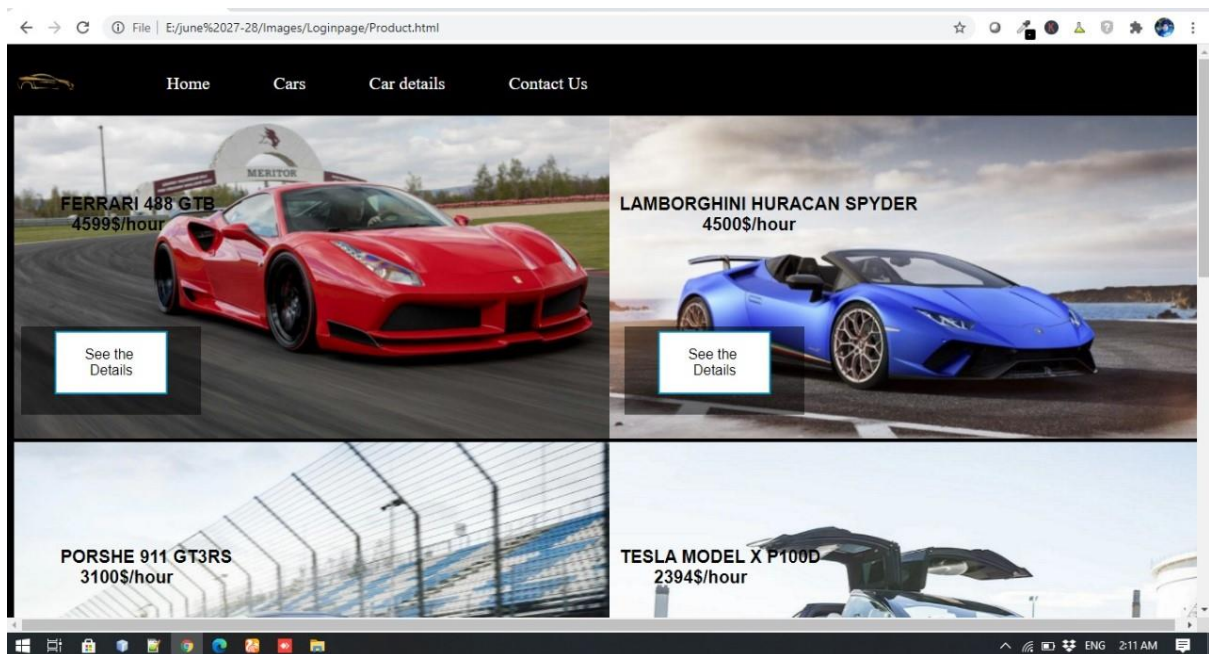 File | E:/june%2027-28/Images/Loginpage/Product.html
Home Cars Car details Contact Us
MERITOR
FERRARI 488 GTB
4599$/hour
LAMBORGHINI HURACAN SPYDER
4500$/hour
See the
Details
See the
Details
PORSHE 911 GT3RS
3100$/hour
TESLA MODEL X P100D
2394$/hour
ENG 2:11 AM